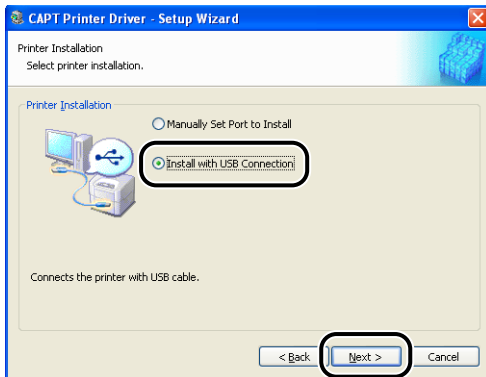 CAPT Printer Driver - Setup Wizard
Printer Installation
Select printer installation.
Printer Installation
Manually Set Port to Install
Install with USB Connection
Connects the printer with USB cable.
< Back
Next >
Cancel